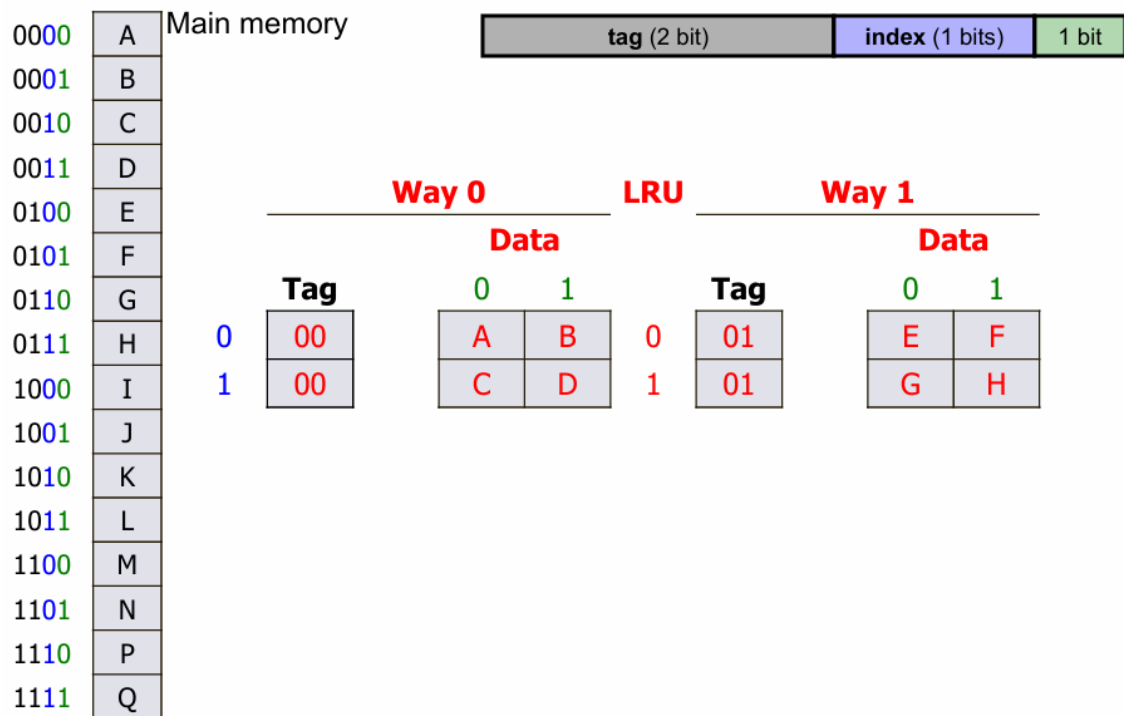 Main memory
tag (2 bit) index (1 bits) 1 bit
0000 A
0001 B
0010 C
0011 D
0100 E
0101 F
0110 G
0111 H
1000 I
1001 J
1010 K
1011 L
1100 M
1101 N
1110 P
1111 Q
Way 0 LRU Way 1
Data Data
Tag 0 1 Tag 0 1
0 00 A B 0 01 E F
1 00 C D 1 01 G H